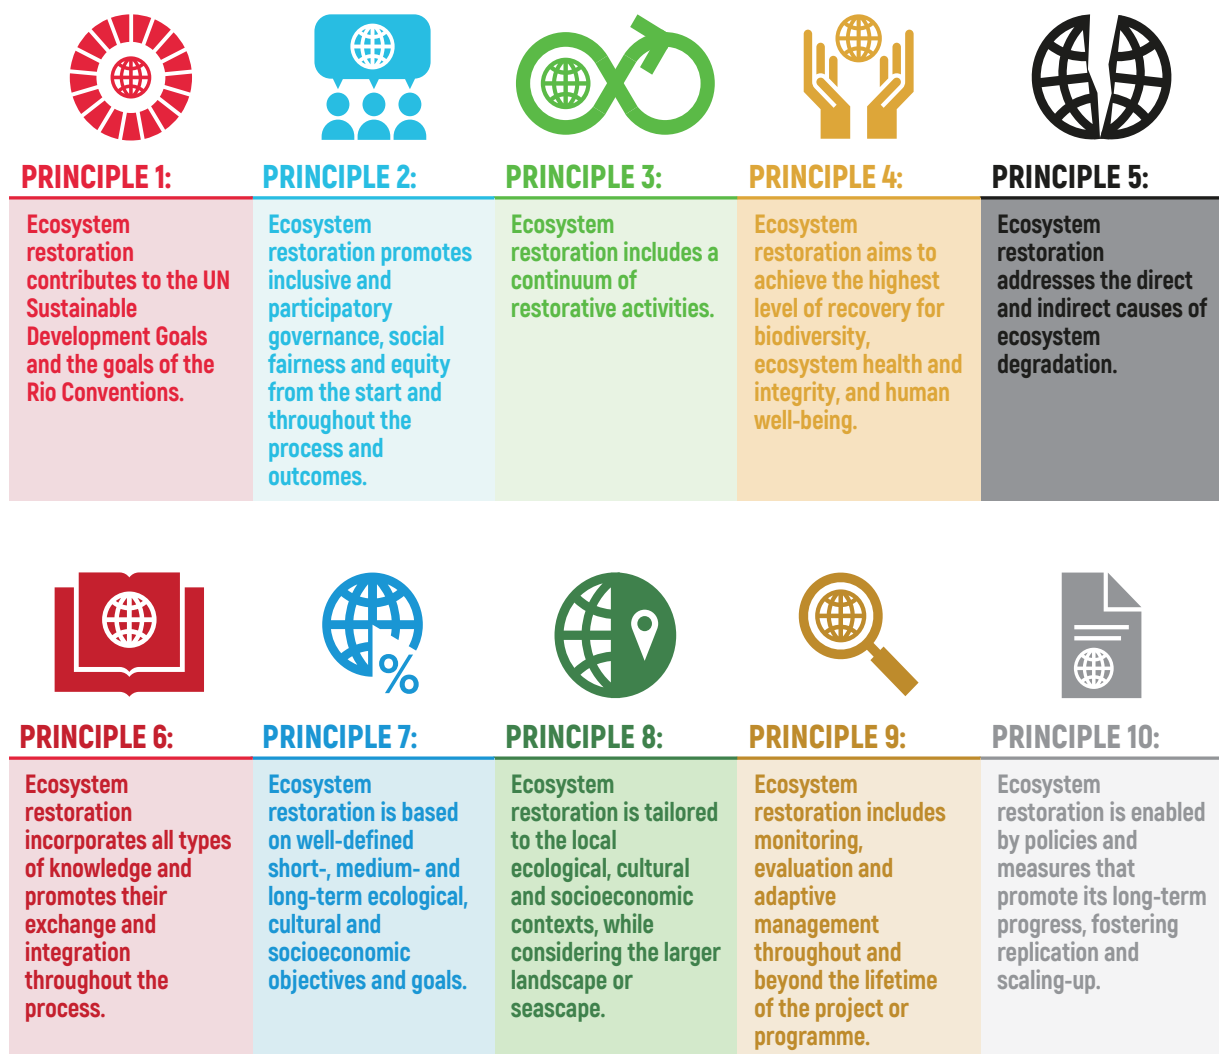 PRINCIPLE 1:
Ecosystem
restoration
contributes to the UN
Sustainable
Development Goals
and the goals of the
Rio Conventions.
PRINCIPLE 2:
Ecosystem
restoration promotes
inclusive and
participatory
governance, social
fairness and equity
from the start and
throughout the
process and
outcomes.
PRINCIPLE 3:
Ecosystem
restoration includes a
continuum of
restorative activities.
PRINCIPLE 4:
Ecosystem
restoration aims to
achieve the highest
level of recovery for
biodiversity,
ecosystem health and
integrity, and human
well-being.
PRINCIPLE 5:
Ecosystem
restoration
addresses the direct
and indirect causes of
ecosystem
degradation.
%
PRINCIPLE 6:
Ecosystem
restoration
incorporates all types
of knowledge and
promotes their
exchange and
integration
throughout the
process.
PRINCIPLE 7:
Ecosystem
restoration is based
on well-defined
short-, medium- and
long-term ecological,
cultural and
socioeconomic
objectives and goals.
PRINCIPLE 8:
Ecosystem
restoration is tailored
to the local
ecological, cultural
and socioeconomic
contexts, while
considering the larger
landscape or
seascape.
PRINCIPLE 9:
Ecosystem
restoration includes
monitoring,
evaluation and
adaptive
management
throughout and
beyond the lifetime
of the project or
programme.
PRINCIPLE 10:
Ecosystem
restoration is enabled
by policies and
measures that
promote its long-term
progress, fostering
replication and
scaling-up.